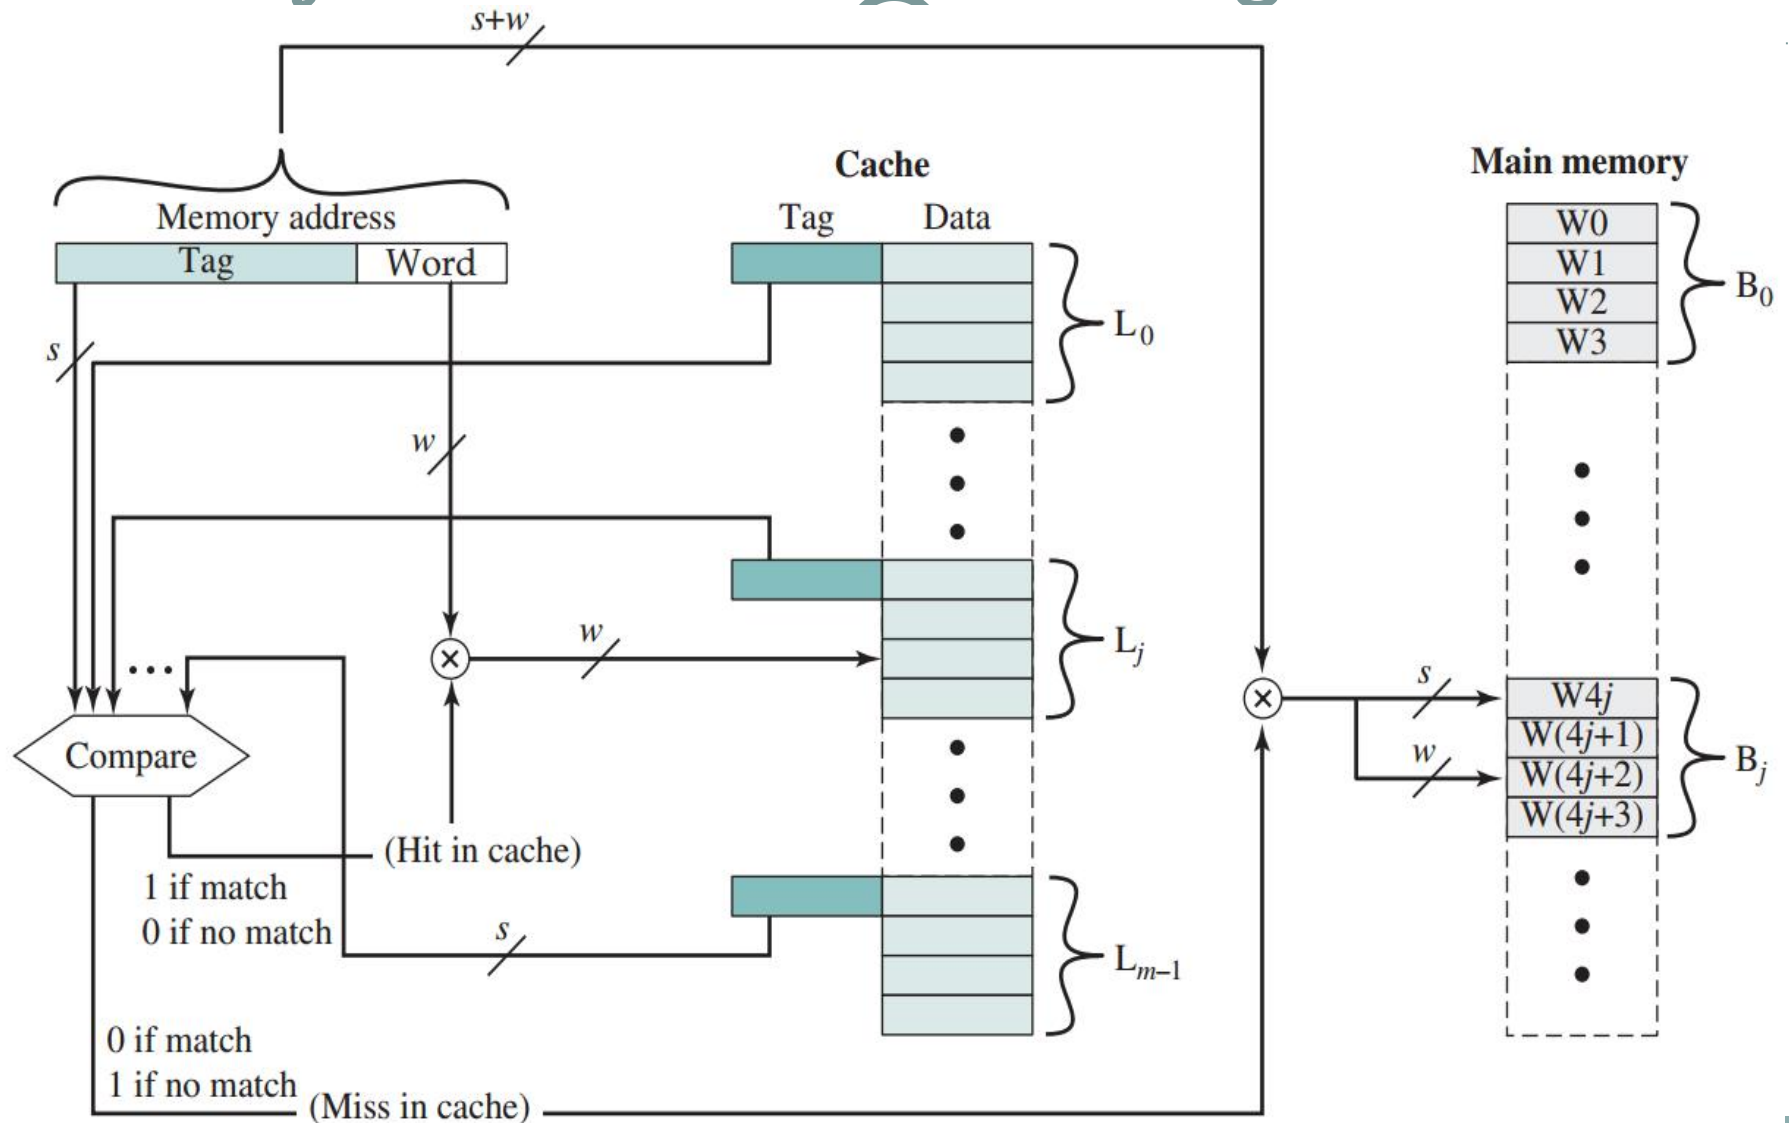 s+w
Cache
Main memory
Memory address
Tag
Data
Tag
Word
W0
W1
W2
W3
B0
L0
s
w
w
Lj
s
w
W4j
W(4j+1)
W(4j+2)
W(4j+3)
Bj
Compare
(Hit in cache)
1 if match
0 if no match
s
Lm–1
0 if match
1 if no match
(Miss in cache)